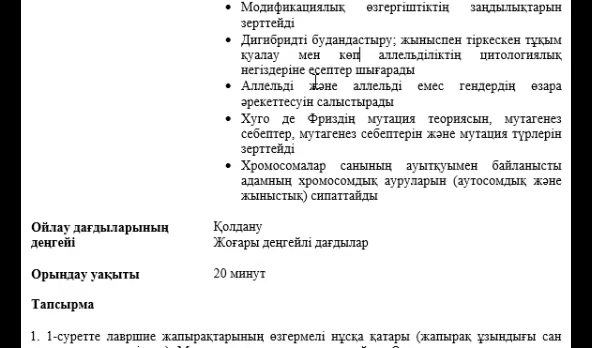 • Модификациялық өзгергіштіктің заңдылықтарын
зерттейді
• Дигибридті будандастыру; жыныспен тіркескен тұқым
қуалау мен көп аллельділіктің цитологиялық
негіздеріне есептер шығарады
• Аллельді және аллельді емес гендердің өзара
әрекеттесуін салыстырады
• Хуго де Фриздің мутация теориясын, мутагенез
себептер, мутагенез себептерін және мутация түрлерін
зерттейді
• Хромосомалар санының ауытқуымен байланысты
адамның хромосомдық ауруларын (аутосомдық және
жыныстық) сипаттайды
Ойлау дағдыларының Қолдану
деңгейі Жоғары деңгейлі дағдылар
Орындау уақыты 20 минут
Тапсырма
1. 1-суретте лавршие жапырақтарының өзгермелі нұсқа қатары (жапырақ ұзындығы сан